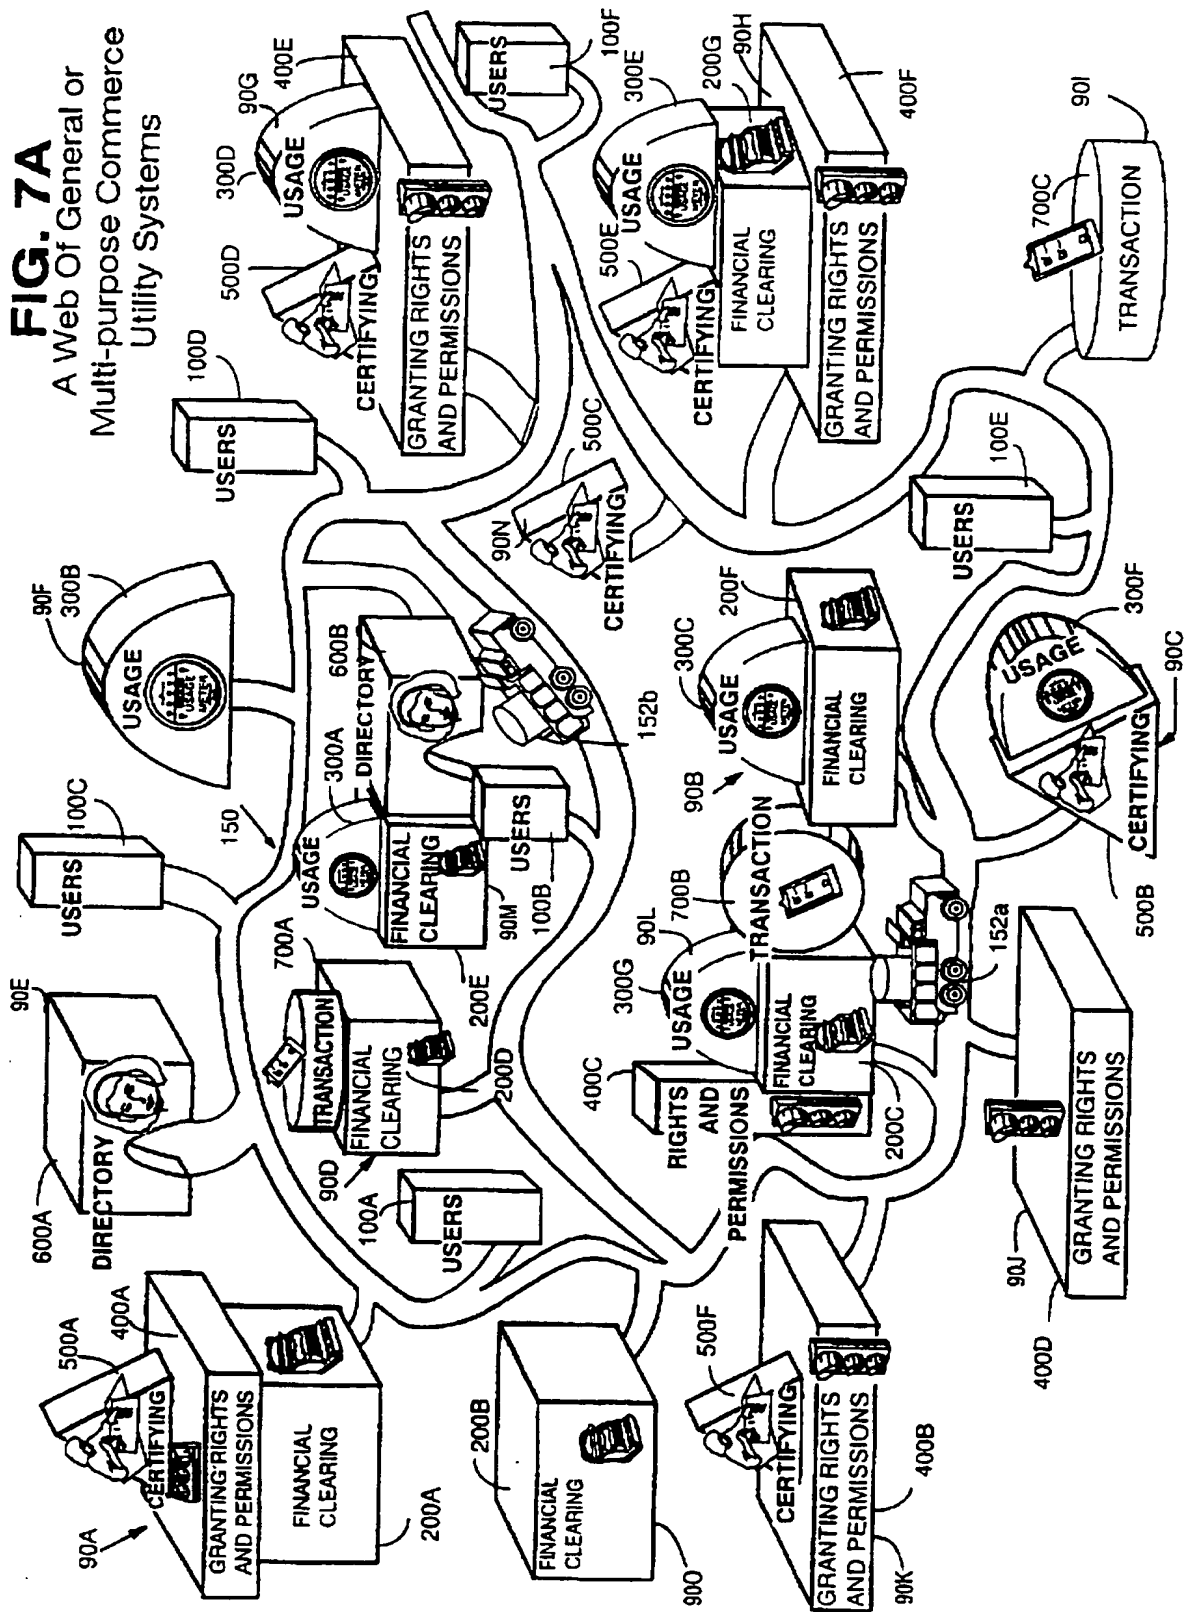 FIG. 7A
A Web Of General or
Multi-purpose Commerce
Utility Systems
90A
500A
400A
CERTIFYING
GRANTING RIGHTS
AND PERMISSIONS
FINANCIAL
CLEARING
200A
600A
90E
DIRECTORY
100C
USERS
90F
300B
USAGE
USAGE
METER
100D
USERS
500D
300D
90G
400E
USAGE
CERTIFYING
GRANTING RIGHTS
AND PERMISSIONS
USERS
100F
150
90D
700A
TRANSACTION
FINANCIAL
CLEARING
200D
100A
USERS
USAGE
300A
FINANCIAL
CLEARING
200E
90M
DIRECTORY
600B
USERS
100B
152b
90N
500C
CERTIFYING
500E
300E
200G
90H
USAGE
CERTIFYING
FINANCIAL
CLEARING
GRANTING RIGHTS
AND PERMISSIONS
400F
200B
FINANCIAL
CLEARING
90O
400C
RIGHTS
AND
PERMISSIONS
300G
90L
USAGE
FINANCIAL
CLEARING
200C
700B
TRANSACTION
90B
300C
USAGE
FINANCIAL
CLEARING
200F
152a
500F
CERTIFYING
GRANTING RIGHTS
AND PERMISSIONS
90K
400B
90J
400D
GRANTING RIGHTS
AND PERMISSIONS
500B
CERTIFYING
USAGE
300F
90C
USERS
100E
700C
90I
TRANSACTION